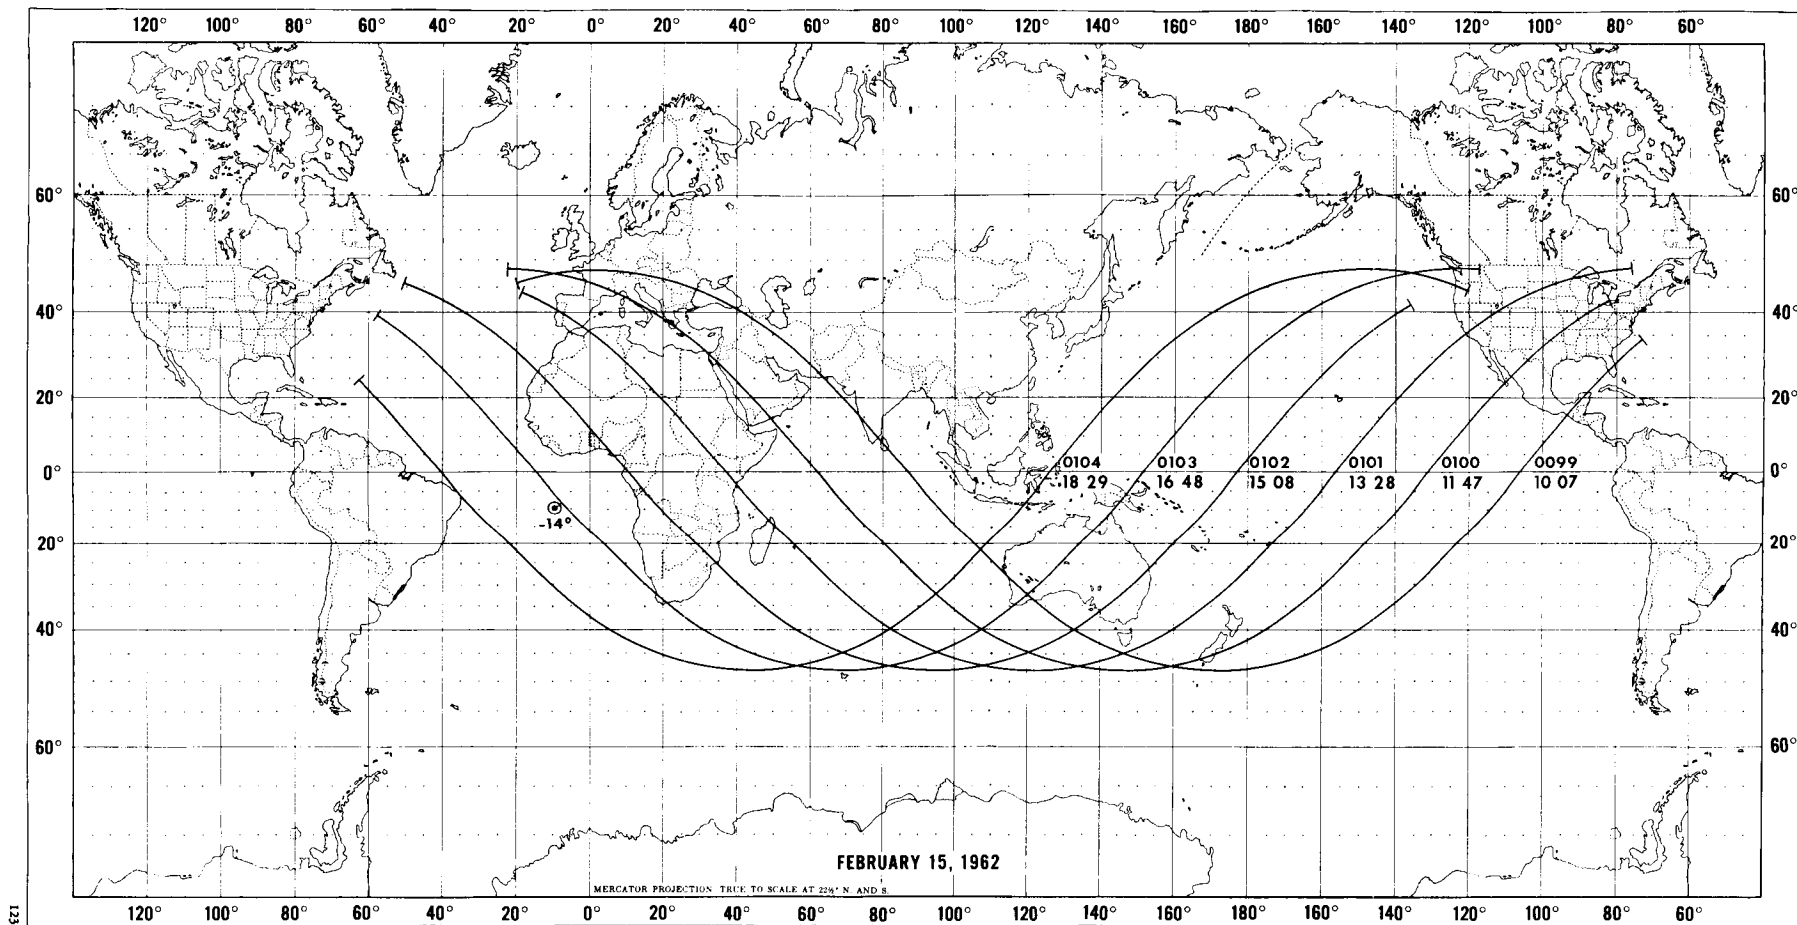 120° 100° 80° 60° 40° 20° 0° 20° 40° 60° 80° 100° 120° 140° 160° 180° 160° 140° 120° 100° 80° 60°
60° 60°
40° 40°
20° 20°
0104 0103 0102 0101 0100 0099
0° 0°
18 29 16 48 15 08 13 28 11 47 10 07
-14°
20° 20°
40° 40°
60° 60°
FEBRUARY 15, 1962
MERCATOR PROJECTION TRUE TO SCALE AT 22½° N. AND S.
120° 100° 80° 60° 40° 20° 0° 20° 40° 60° 80° 100° 120° 140° 160° 180° 160° 140° 120° 100° 80° 60°
123